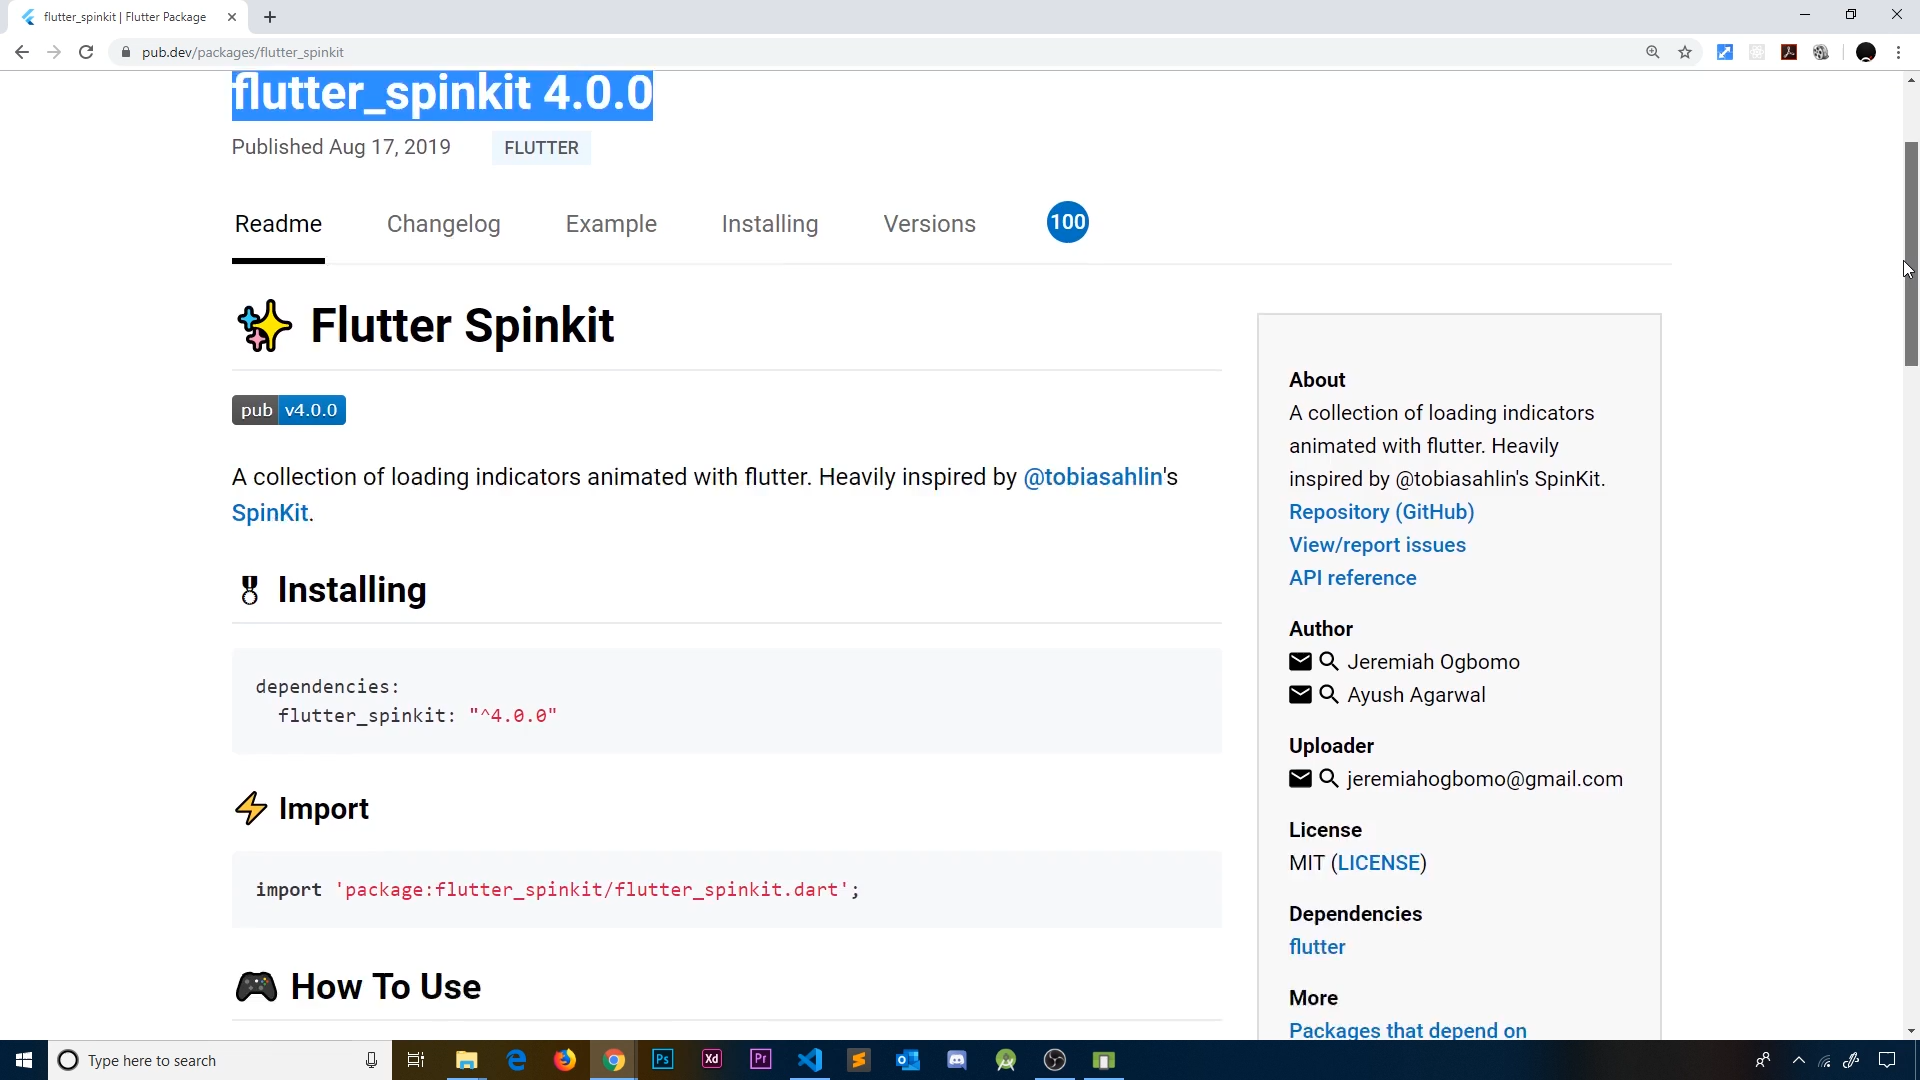 flutter_spinkit | Flutter Package
pub.dev/packages/flutter_spinkit
flutter_spinkit 4.0.0
Published Aug 17, 2019 FLUTTER
Readme Changelog Example Installing Versions 100
Flutter Spinkit
pub v4.0.0
A collection of loading indicators animated with flutter. Heavily inspired by @tobiasahlin's
SpinKit.
Installing
dependencies:
flutter_spinkit: "^4.0.0"
Import
import 'package:flutter_spinkit/flutter_spinkit.dart';
How To Use
About
A collection of loading indicators
animated with flutter. Heavily
inspired by @tobiasahlin's SpinKit.
Repository (GitHub)
View/report issues
API reference
Author
Jeremiah Ogbomo
Ayush Agarwal
Uploader
jeremiahogbomo@gmail.com
License
MIT (LICENSE)
Dependencies
flutter
More
Packages that depend on
Type here to search
Ps
Xd
Pr